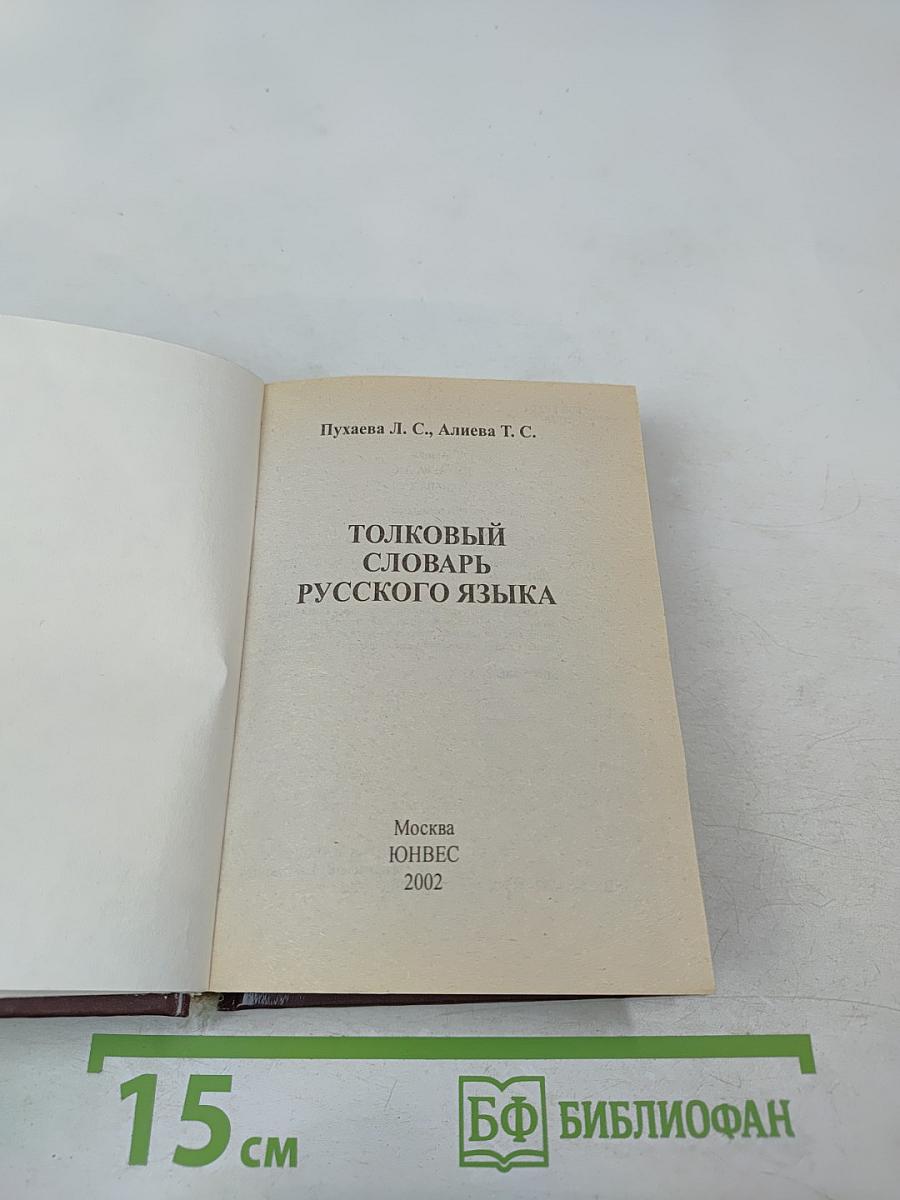 Пухаева Л. С., Алиева Т. С.
ТОЛКОВЫЙ
СЛОВАРЬ
РУССКОГО ЯЗЫКА
Москва
ЮНВЕС
2002
15 см
БФ БИБЛИОФАН